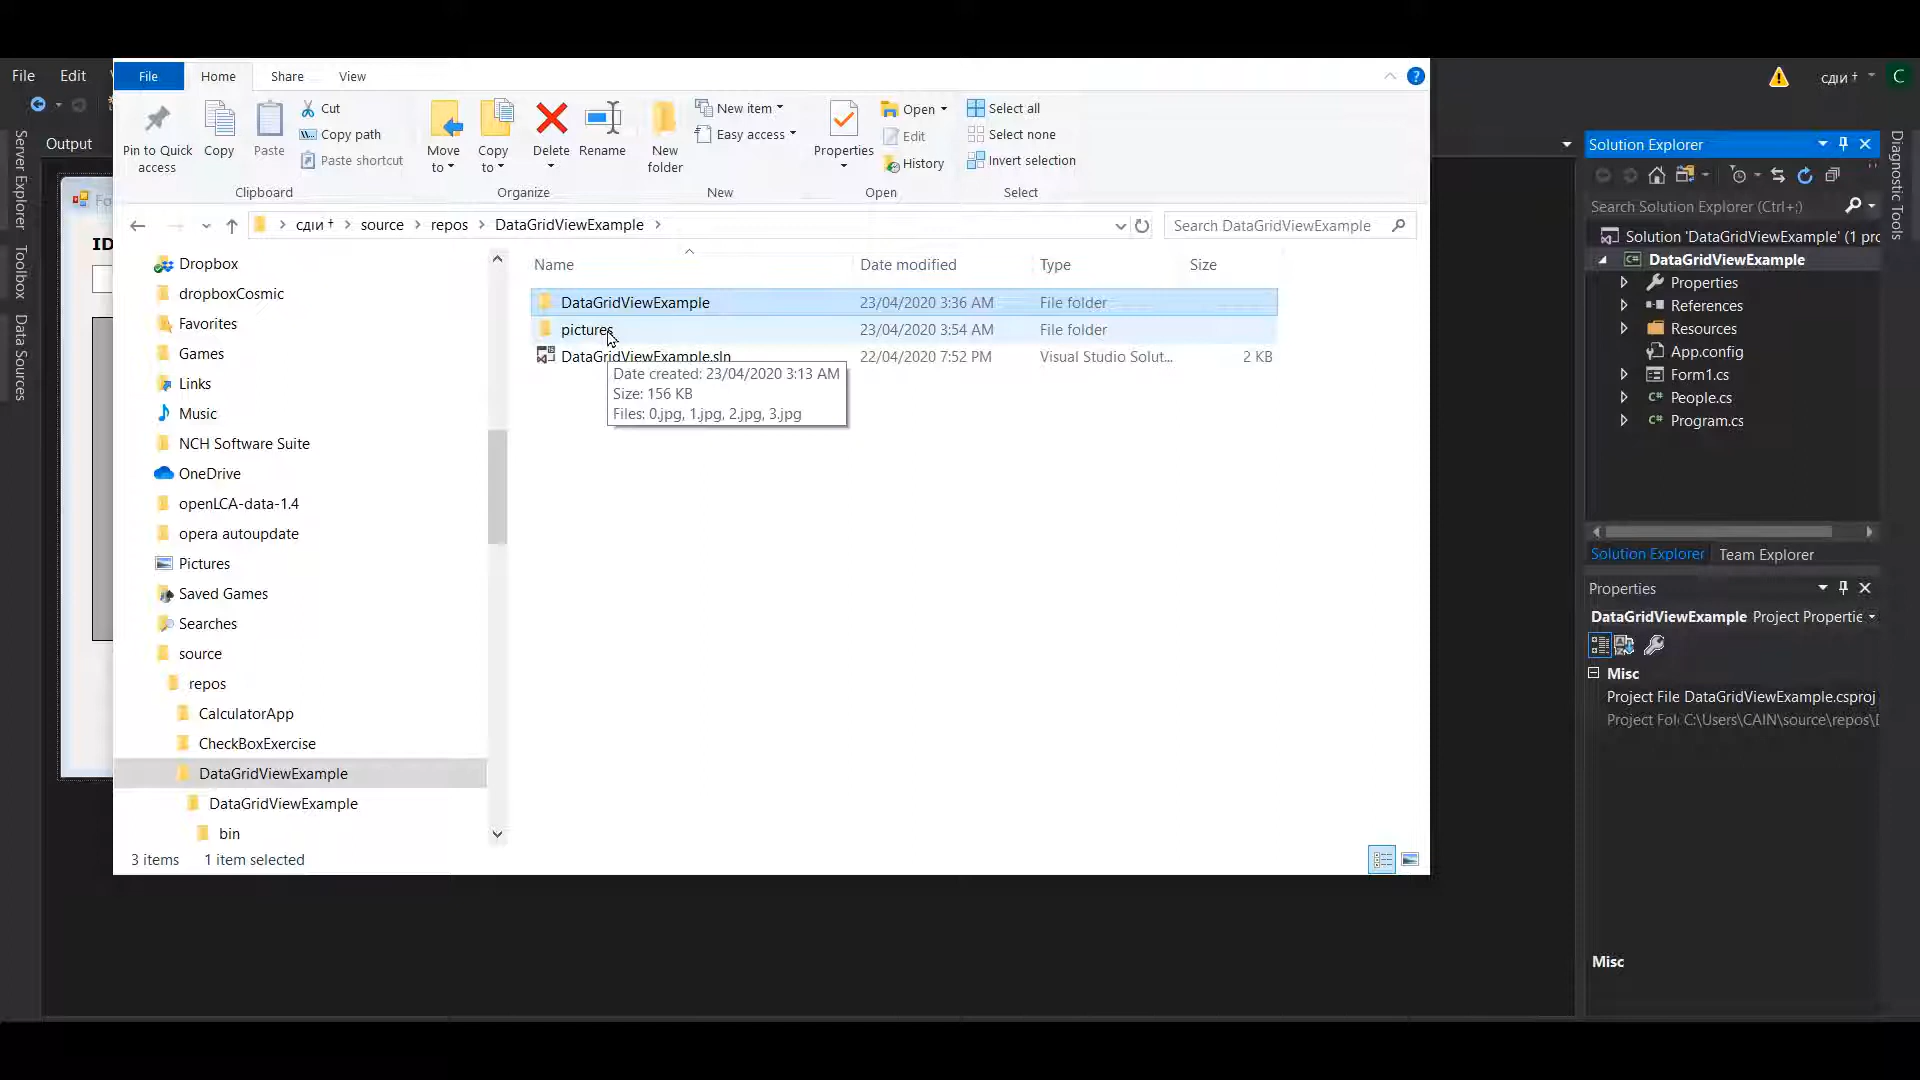 File Edit
Output
Server Explorer
Toolbox
Data Sources
ID
File Home Share View
Pin to Quick access
Copy
Paste
Cut
Copy path
Paste shortcut
Clipboard
Move to
Copy to
Delete
Rename
Organize
New folder
New item
Easy access
New
Properties
Open
Edit
History
Open
Select all
Select none
Invert selection
Select
сдіи † source repos DataGridViewExample
Search DataGridViewExample
Dropbox
dropboxCosmic
Favorites
Games
Links
Music
NCH Software Suite
OneDrive
openLCA-data-1.4
opera autoupdate
Pictures
Saved Games
Searches
source
repos
CalculatorApp
CheckBoxExercise
DataGridViewExample
DataGridViewExample
bin
Name Date modified Type Size
DataGridViewExample 23/04/2020 3:36 AM File folder
pictures 23/04/2020 3:54 AM File folder
DataGridViewExample.sln 22/04/2020 7:52 PM Visual Studio Solut... 2 KB
Date created: 23/04/2020 3:13 AM
Size: 156 KB
Files: 0.jpg, 1.jpg, 2.jpg, 3.jpg
3 items 1 item selected
сдіи † C
Solution Explorer
Search Solution Explorer (Ctrl+;)
Solution 'DataGridViewExample' (1 prc
DataGridViewExample
Properties
References
Resources
App.config
Form1.cs
People.cs
Program.cs
Solution Explorer Team Explorer
Properties
DataGridViewExample Project Propertie
Misc
Project File DataGridViewExample.csproj
Project Fol C:\Users\CAIN\source\repos\
Misc
Diagnostic Tools